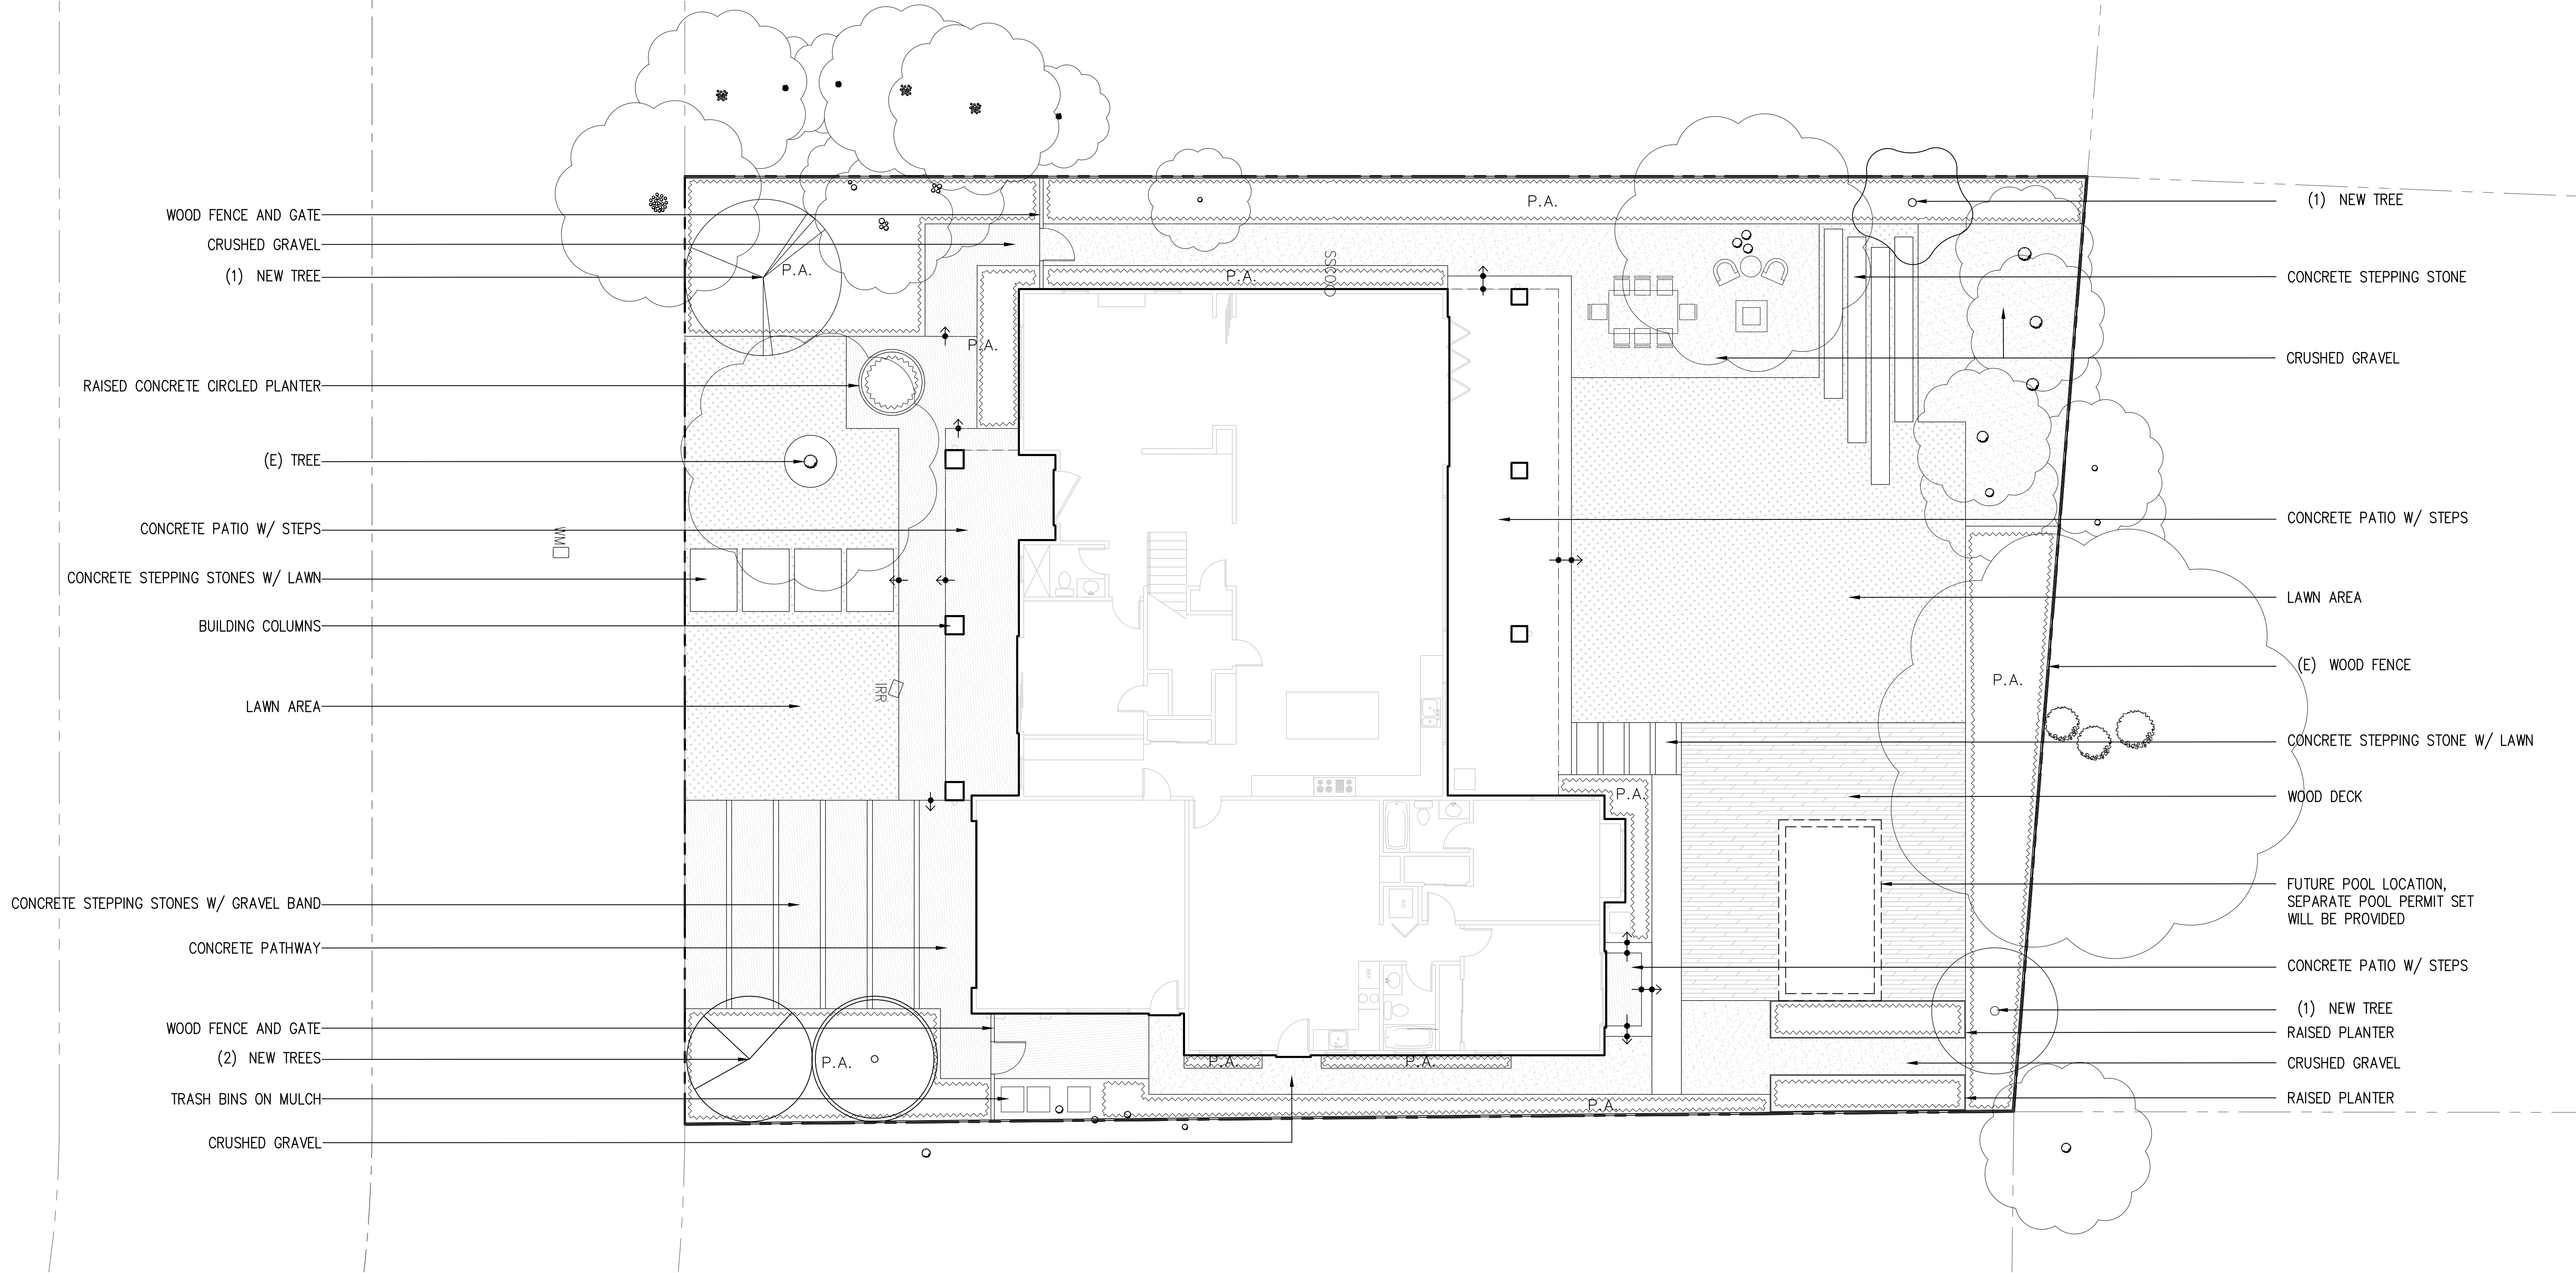 WOOD FENCE AND GATE
CRUSHED GRAVEL
(1) NEW TREE
RAISED CONCRETE CIRCLED PLANTER
(E) TREE
CONCRETE PATIO W/ STEPS
CONCRETE STEPPING STONES W/ LAWN
BUILDING COLUMNS
LAWN AREA
CONCRETE STEPPING STONES W/ GRAVEL BAND
CONCRETE PATHWAY
WOOD FENCE AND GATE
(2) NEW TREES
TRASH BINS ON MULCH
CRUSHED GRAVEL
WM
IRR
P.A.
P.A.
P.A.
P.A.
SSCO
P.A.
P.A.
P.A.
P.A.
P.A.
P.A.
REF
P.A.
(1) NEW TREE
CONCRETE STEPPING STONE
CRUSHED GRAVEL
CONCRETE PATIO W/ STEPS
LAWN AREA
(E) WOOD FENCE
CONCRETE STEPPING STONE W/ LAWN
WOOD DECK
FUTURE POOL LOCATION,
SEPARATE POOL PERMIT SET
WILL BE PROVIDED
CONCRETE PATIO W/ STEPS
(1) NEW TREE
RAISED PLANTER
CRUSHED GRAVEL
RAISED PLANTER